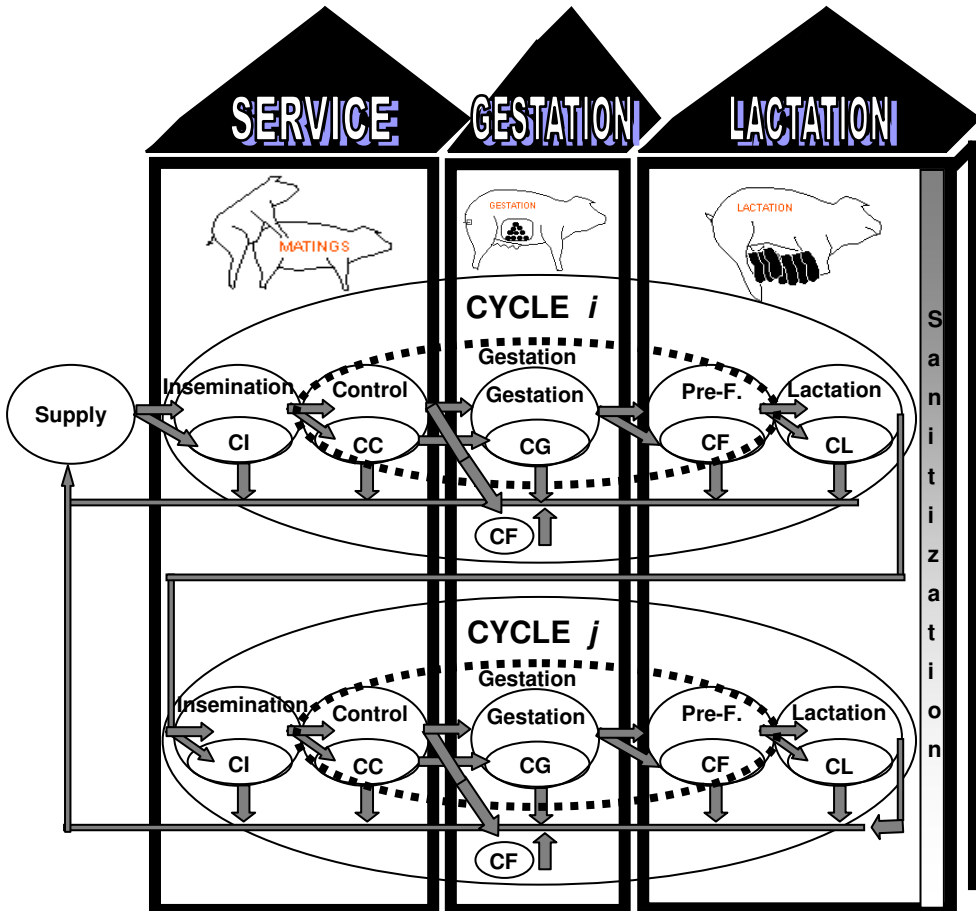 SERVICE
GESTATION
LACTATION
MATINGS
GESTATION
LACTATION
CYCLE i
Gestation
Insemination
Control
Gestation
Pre-F.
Lactation
Supply
CI
CC
CG
CF
CL
CF
CYCLE j
Gestation
Insemination
Control
Gestation
Pre-F.
Lactation
CI
CC
CG
CF
CL
CF
Sanitization